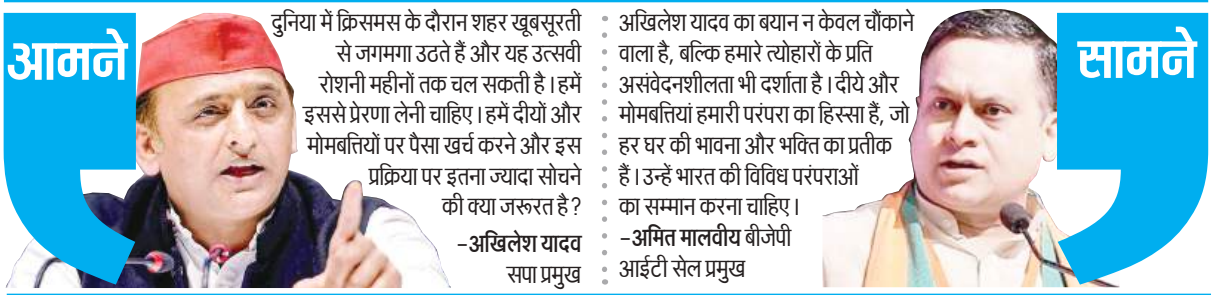 आमने
दुनिया में क्रिसमस के दौरान शहर खूबसूरती
से जगमगा उठते हैं और यह उत्सवी
रोशनी महीनों तक चल सकती है। हमें
इससे प्रेरणा लेनी चाहिए। हमें दीयों और
मोमबत्तियों पर पैसा खर्च करने और इस
प्रक्रिया पर इतना ज्यादा सोचने
की क्या जरूरत है?
-अखिलेश यादव
सपा प्रमुख
अखिलेश यादव का बयान न केवल चौंकाने
वाला है, बल्कि हमारे त्योहारों के प्रति
असंवेदनशीलता भी दर्शाता है। दीये और
मोमबत्तियां हमारी परंपरा का हिस्सा हैं, जो
हर घर की भावना और भक्ति का प्रतीक
हैं। उन्हें भारत की विविध परंपराओं
का सम्मान करना चाहिए।
-अमित मालवीय बीजेपी
आईटी सेल प्रमुख
सामने